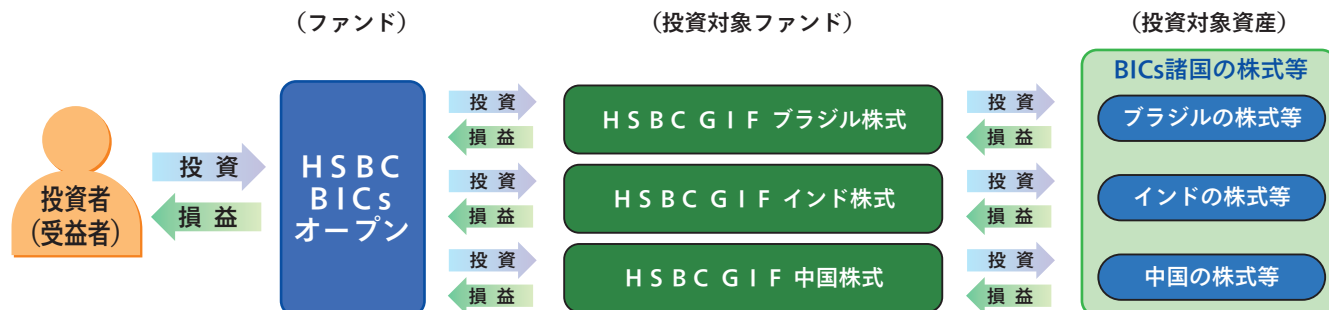 （ファンド）
（投資対象ファンド）
（投資対象資産）
投資者
（受益者）
投資
損益
HSBC
BICs
オープン
投資
損益
HSBC GIF ブラジル株式
投資
損益
投資
損益
HSBC GIF インド株式
投資
損益
投資
損益
HSBC GIF 中国株式
投資
損益
BICs諸国の株式等
ブラジルの株式等
インドの株式等
中国の株式等